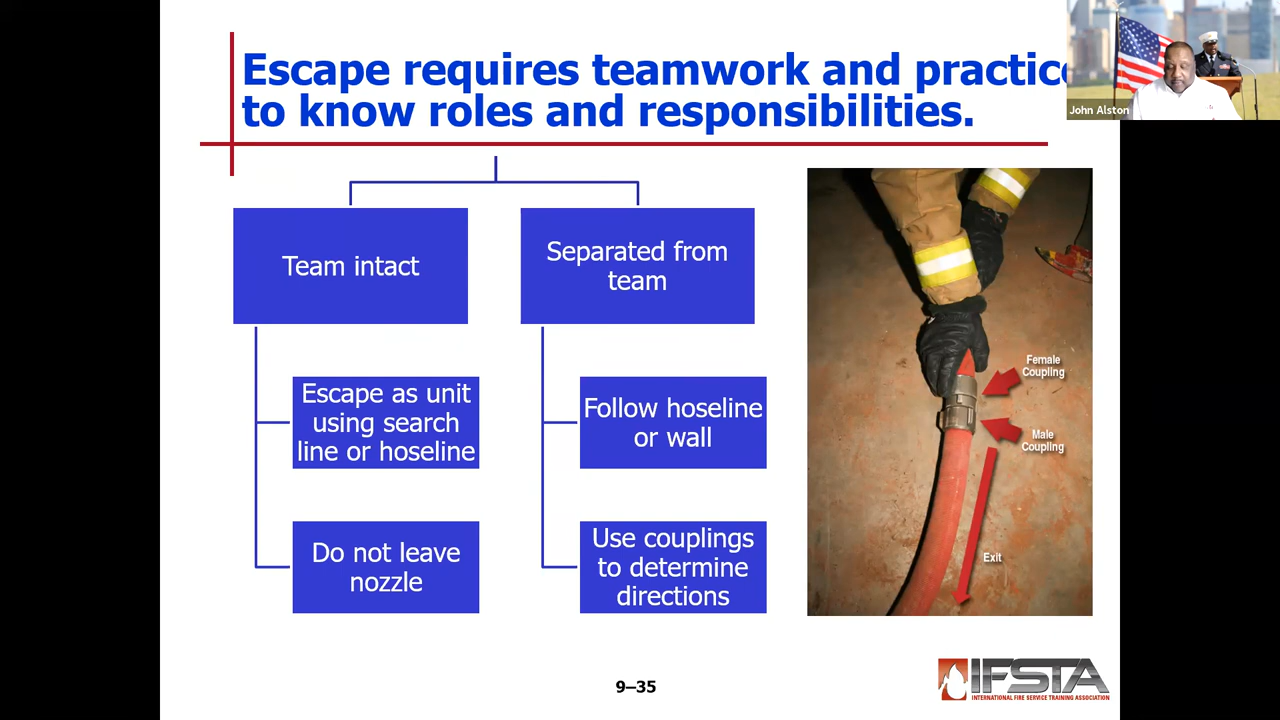 Escape requires teamwork and practice
to know roles and responsibilities.
John Alston
Team intact
Separated from
team
Escape as unit
using search
line or hoseline
Follow hoseline
or wall
Do not leave
nozzle
Use couplings
to determine
directions
Female
Coupling
Male
Coupling
Exit
9–35
IFSTA
INTERNATIONAL FIRE SERVICE TRAINING ASSOCIATION